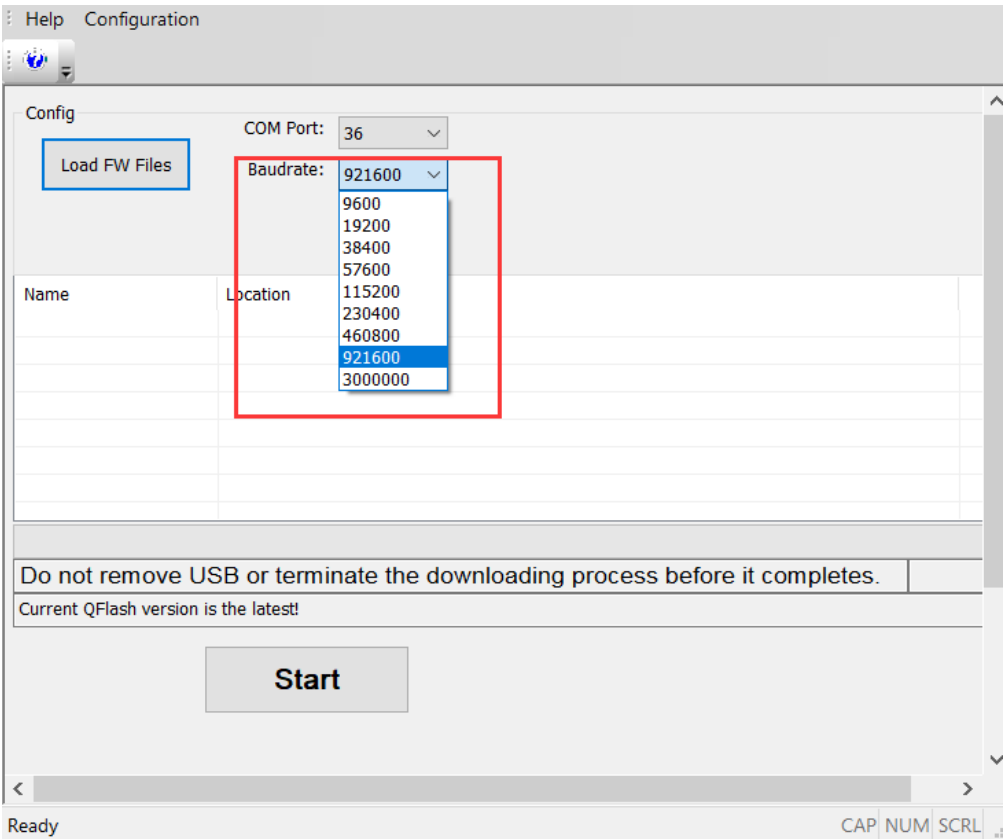 Help Configuration
Config
COM Port: 36
Load FW Files
Baudrate: 921600
9600
19200
38400
57600
115200
230400
460800
921600
3000000
Name Location
Do not remove USB or terminate the downloading process before it completes.
Current QFlash version is the latest!
Start
Ready CAP NUM SCRL